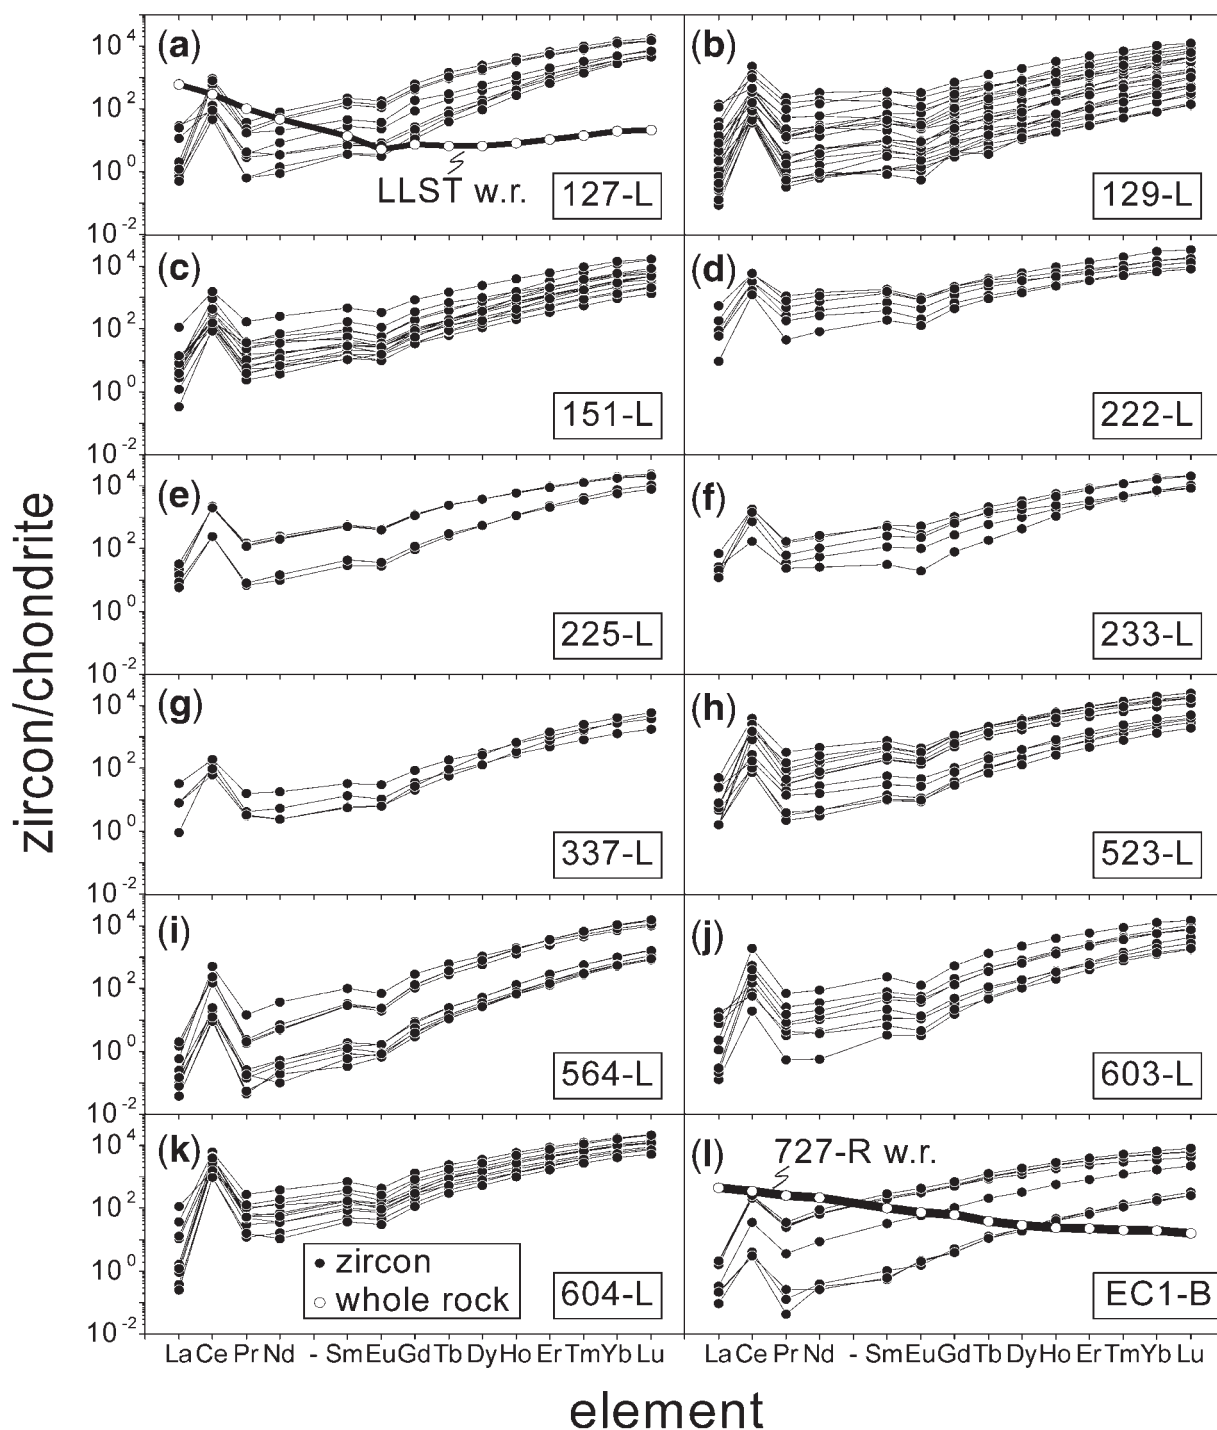 zircon/chondrite
(a)
(b)
10^4
10^2
10^0
10^-2
LLST w.r.
127-L
129-L
(c)
(d)
10^4
10^2
10^0
10^-2
151-L
222-L
(e)
(f)
10^4
10^2
10^0
10^-2
225-L
233-L
(g)
(h)
10^4
10^2
10^0
10^-2
337-L
523-L
(i)
(j)
10^4
10^2
10^0
10^-2
564-L
603-L
(k)
(l)
10^4
10^2
10^0
10^-2
727-R w.r.
zircon
whole rock
604-L
EC1-B
La Ce Pr Nd - Sm Eu Gd Tb Dy Ho Er Tm Yb Lu
La Ce Pr Nd - Sm Eu Gd Tb Dy Ho Er Tm Yb Lu
element